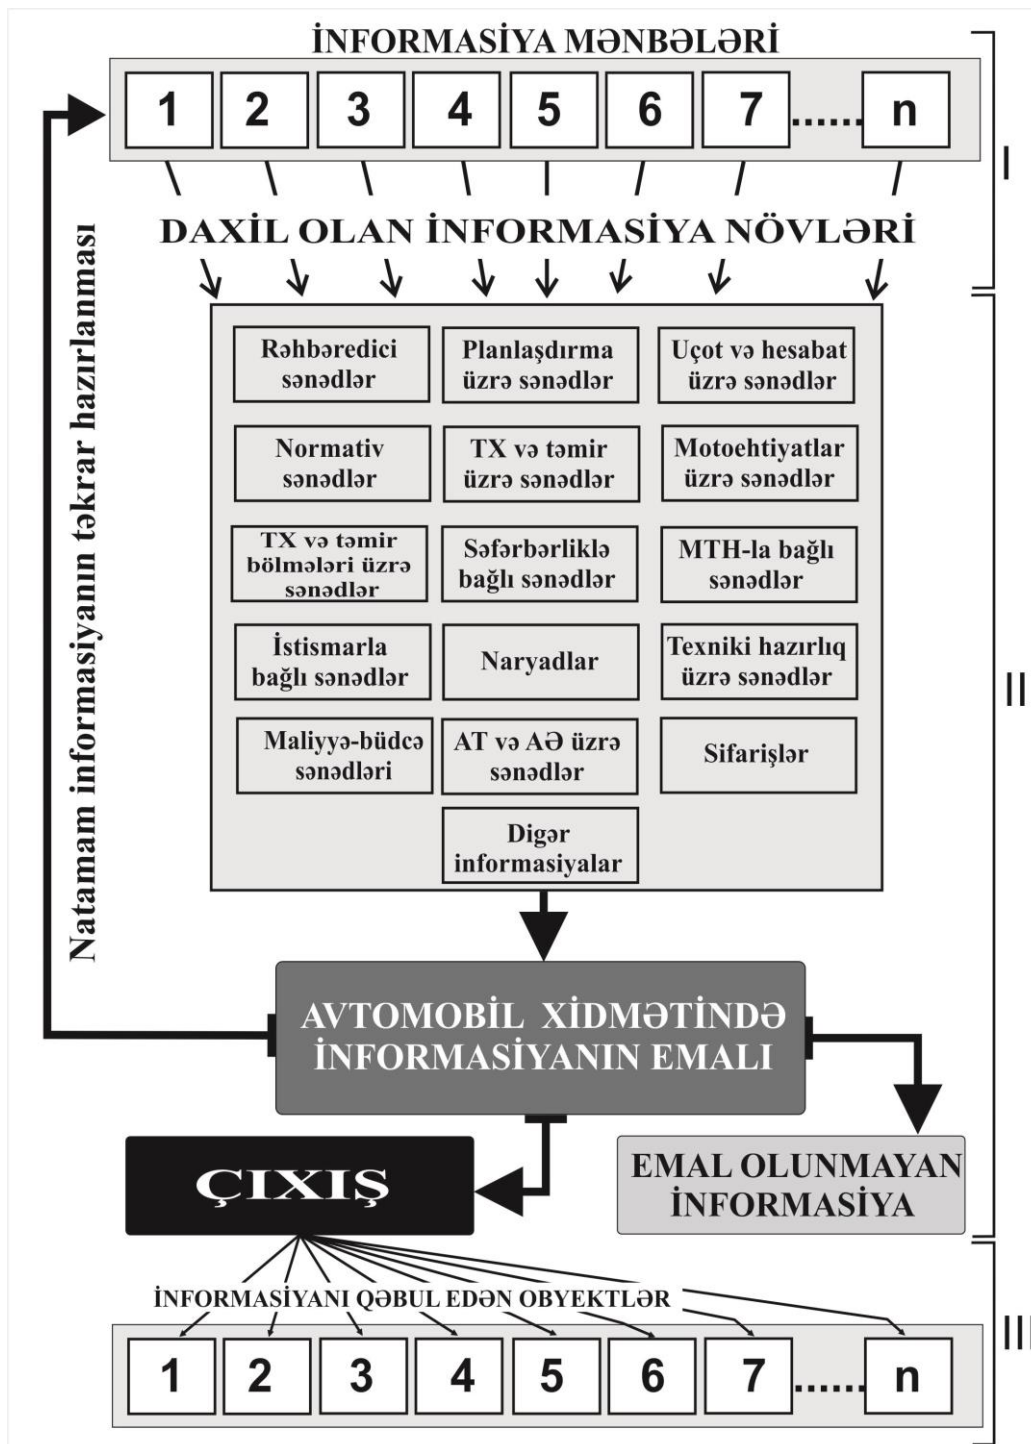 İNFORMASİYA MƏNBƏLƏRİ
1 2 3 4 5 6 7 ...... n
I
DAXİL OLAN İNFORMASİYA NÖVLƏRİ
Natamam informasiyanın təkrar hazırlanması
Rəhbəredici
sənədlər
Planlaşdırma
üzrə sənədlər
Uçot və hesabat
üzrə sənədlər
Normativ
sənədlər
TX və təmir
üzrə sənədlər
Motoehtiyatlar
üzrə sənədlər
TX və təmir
bölmələri üzrə
sənədlər
Səfərbərliklə
bağlı sənədlər
MTH-la bağlı
sənədlər
İstismarla
bağlı sənədlər
Naryadlar
Texniki hazırlıq
üzrə sənədlər
Maliyyə-büdcə
sənədləri
AT və AƏ üzrə
sənədlər
Sifarişlər
Digər
informasiyalar
II
AVTOMOBİL XİDMƏTİNDƏ
İNFORMASİYANIN EMALI
ÇIXIŞ
EMAL OLUNMAYAN
İNFORMASİYA
İNFORMASİYANI QƏBUL EDƏN OBYEKTLƏR
III
1 2 3 4 5 6 7 ...... n